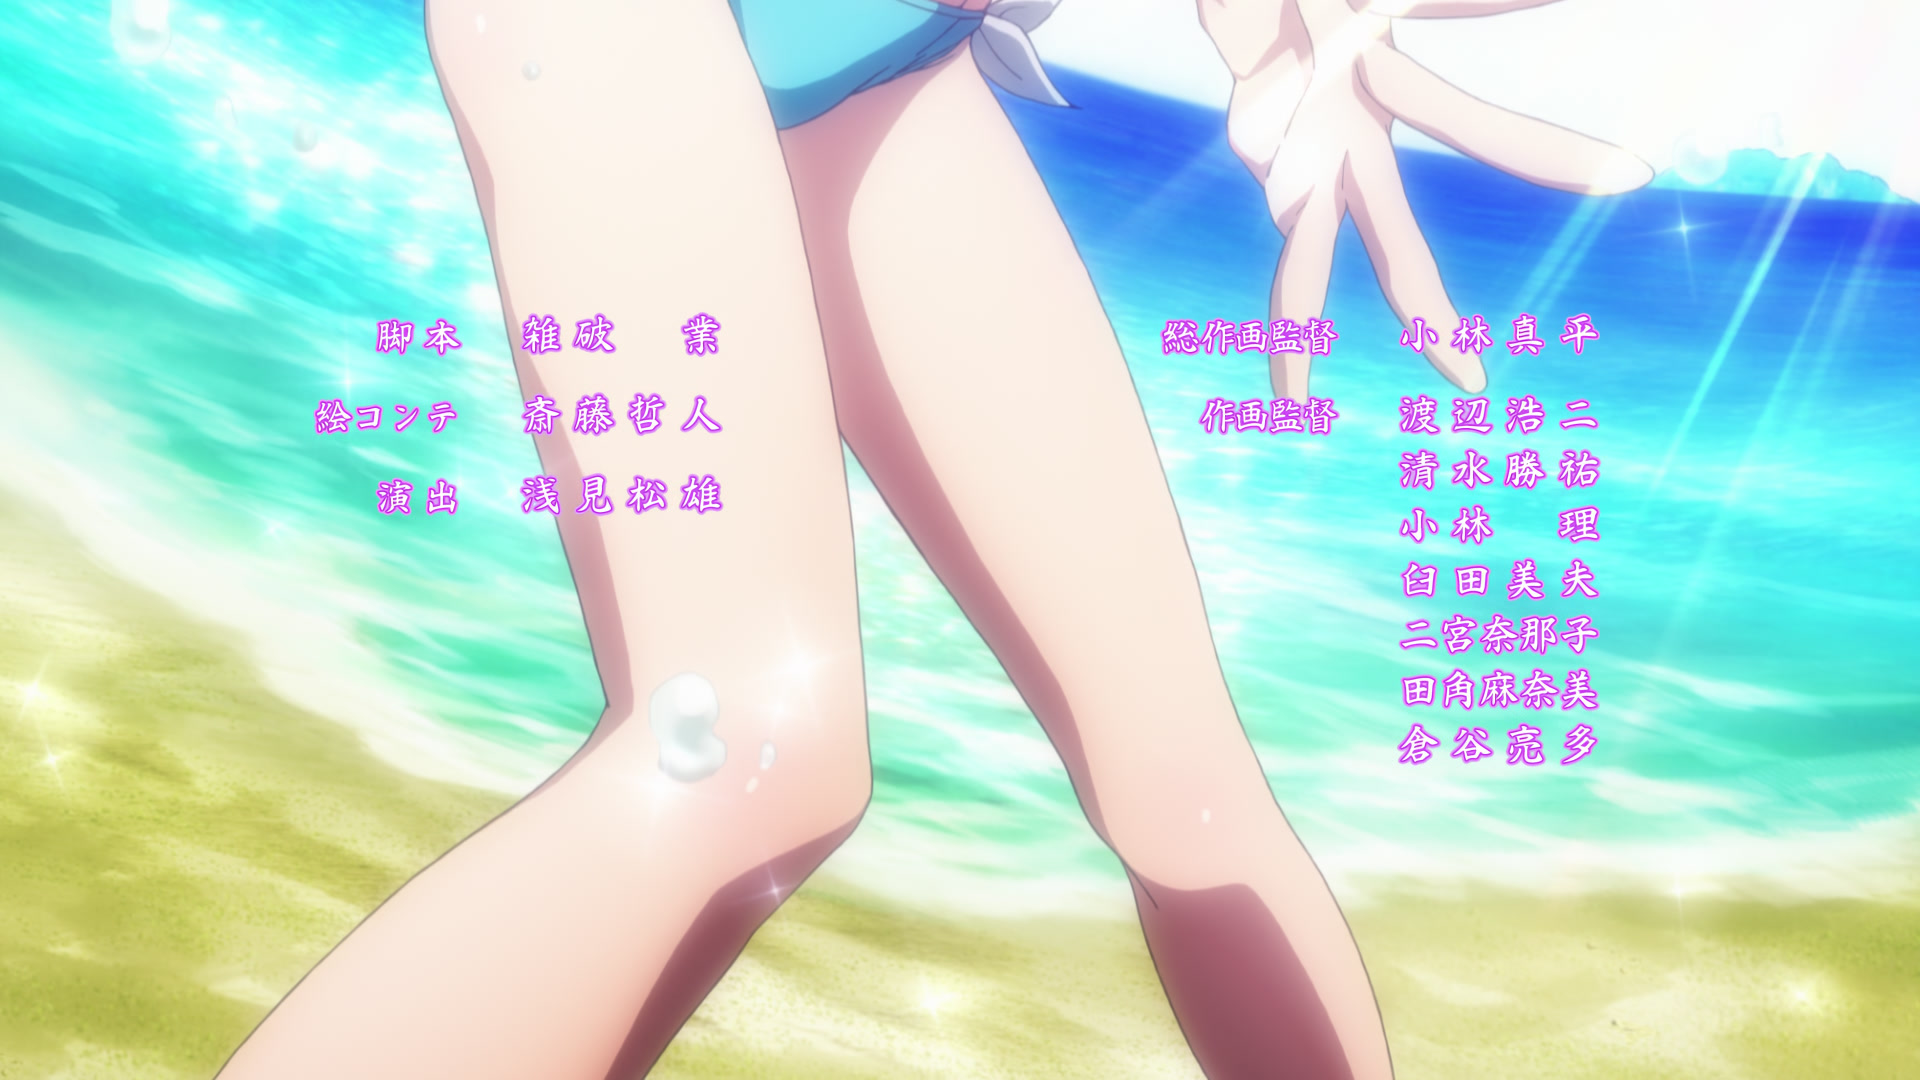 脚本 雑破 業
絵コンテ 斎藤哲人
演出 浅見松雄
総作画監督 小林真平
作画監督 渡辺浩二
清水勝祐
小林 理
臼田美夫
二宮奈那子
田角麻奈美
倉谷亮多